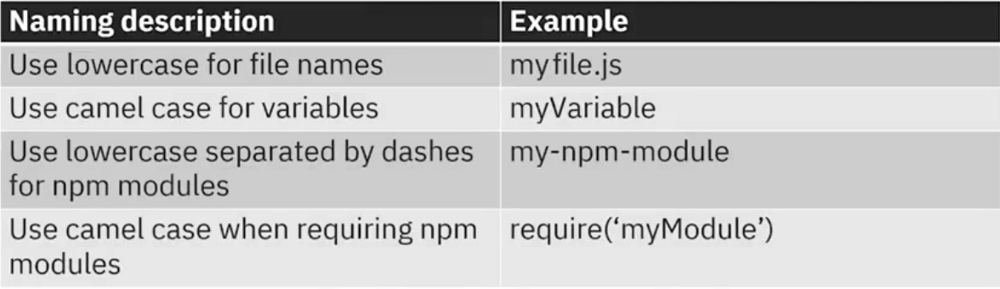 Naming description Example
Use lowercase for file names myfile.js
Use camel case for variables myVariable
Use lowercase separated by dashes my-npm-module
for npm modules
Use camel case when requiring npm require(‘myModule’)
modules